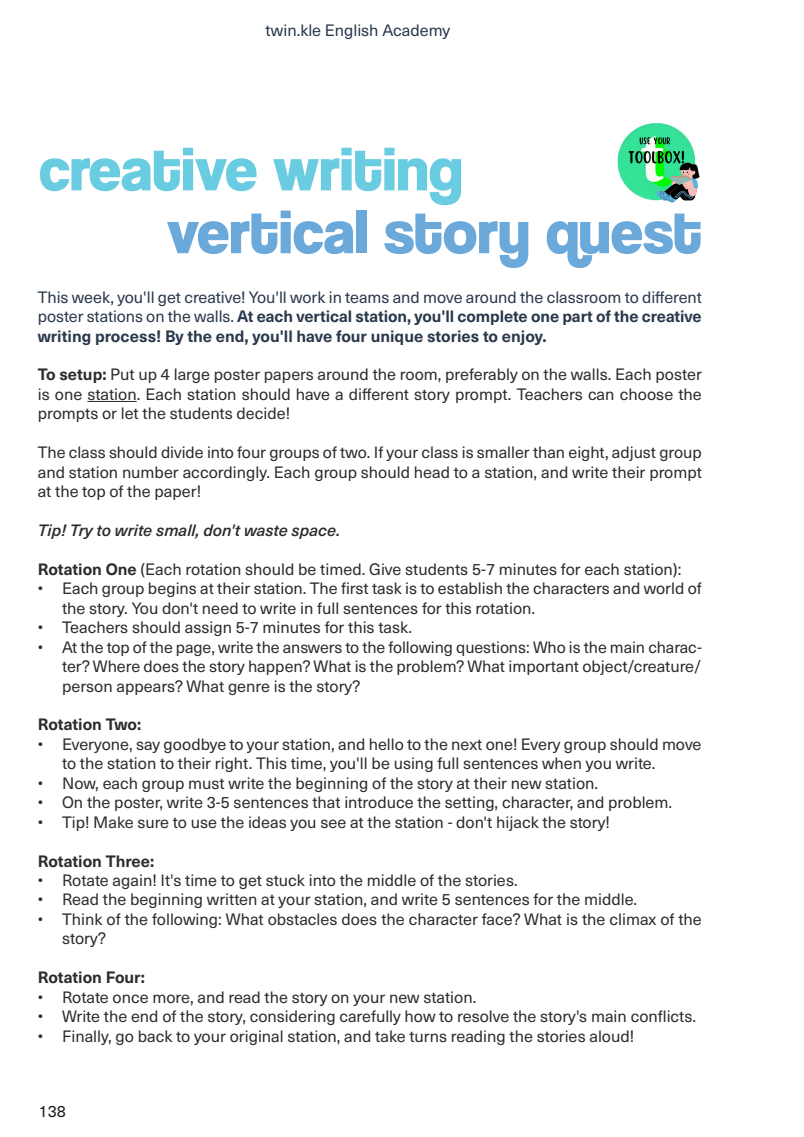 twin.kle English Academy
USE YOUR
TOOLBOX!
t
creative writing
vertical story quest
This week, you'll get creative! You'll work in teams and move around the classroom to different
poster stations on the walls. At each vertical station, you'll complete one part of the creative
writing process! By the end, you'll have four unique stories to enjoy.
To setup: Put up 4 large poster papers around the room, preferably on the walls. Each poster
is one station. Each station should have a different story prompt. Teachers can choose the
prompts or let the students decide!
The class should divide into four groups of two. If your class is smaller than eight, adjust group
and station number accordingly. Each group should head to a station, and write their prompt
at the top of the paper!
Tip! Try to write small, don't waste space.
Rotation One (Each rotation should be timed. Give students 5-7 minutes for each station):
• Each group begins at their station. The first task is to establish the characters and world of
the story. You don't need to write in full sentences for this rotation.
• Teachers should assign 5-7 minutes for this task.
• At the top of the page, write the answers to the following questions: Who is the main charac-
ter? Where does the story happen? What is the problem? What important object/creature/
person appears? What genre is the story?
Rotation Two:
• Everyone, say goodbye to your station, and hello to the next one! Every group should move
to the station to their right. This time, you'll be using full sentences when you write.
• Now, each group must write the beginning of the story at their new station.
• On the poster, write 3-5 sentences that introduce the setting, character, and problem.
• Tip! Make sure to use the ideas you see at the station - don't hijack the story!
Rotation Three:
• Rotate again! It's time to get stuck into the middle of the stories.
• Read the beginning written at your station, and write 5 sentences for the middle.
• Think of the following: What obstacles does the character face? What is the climax of the
story?
Rotation Four:
• Rotate once more, and read the story on your new station.
• Write the end of the story, considering carefully how to resolve the story's main conflicts.
• Finally, go back to your original station, and take turns reading the stories aloud!
138